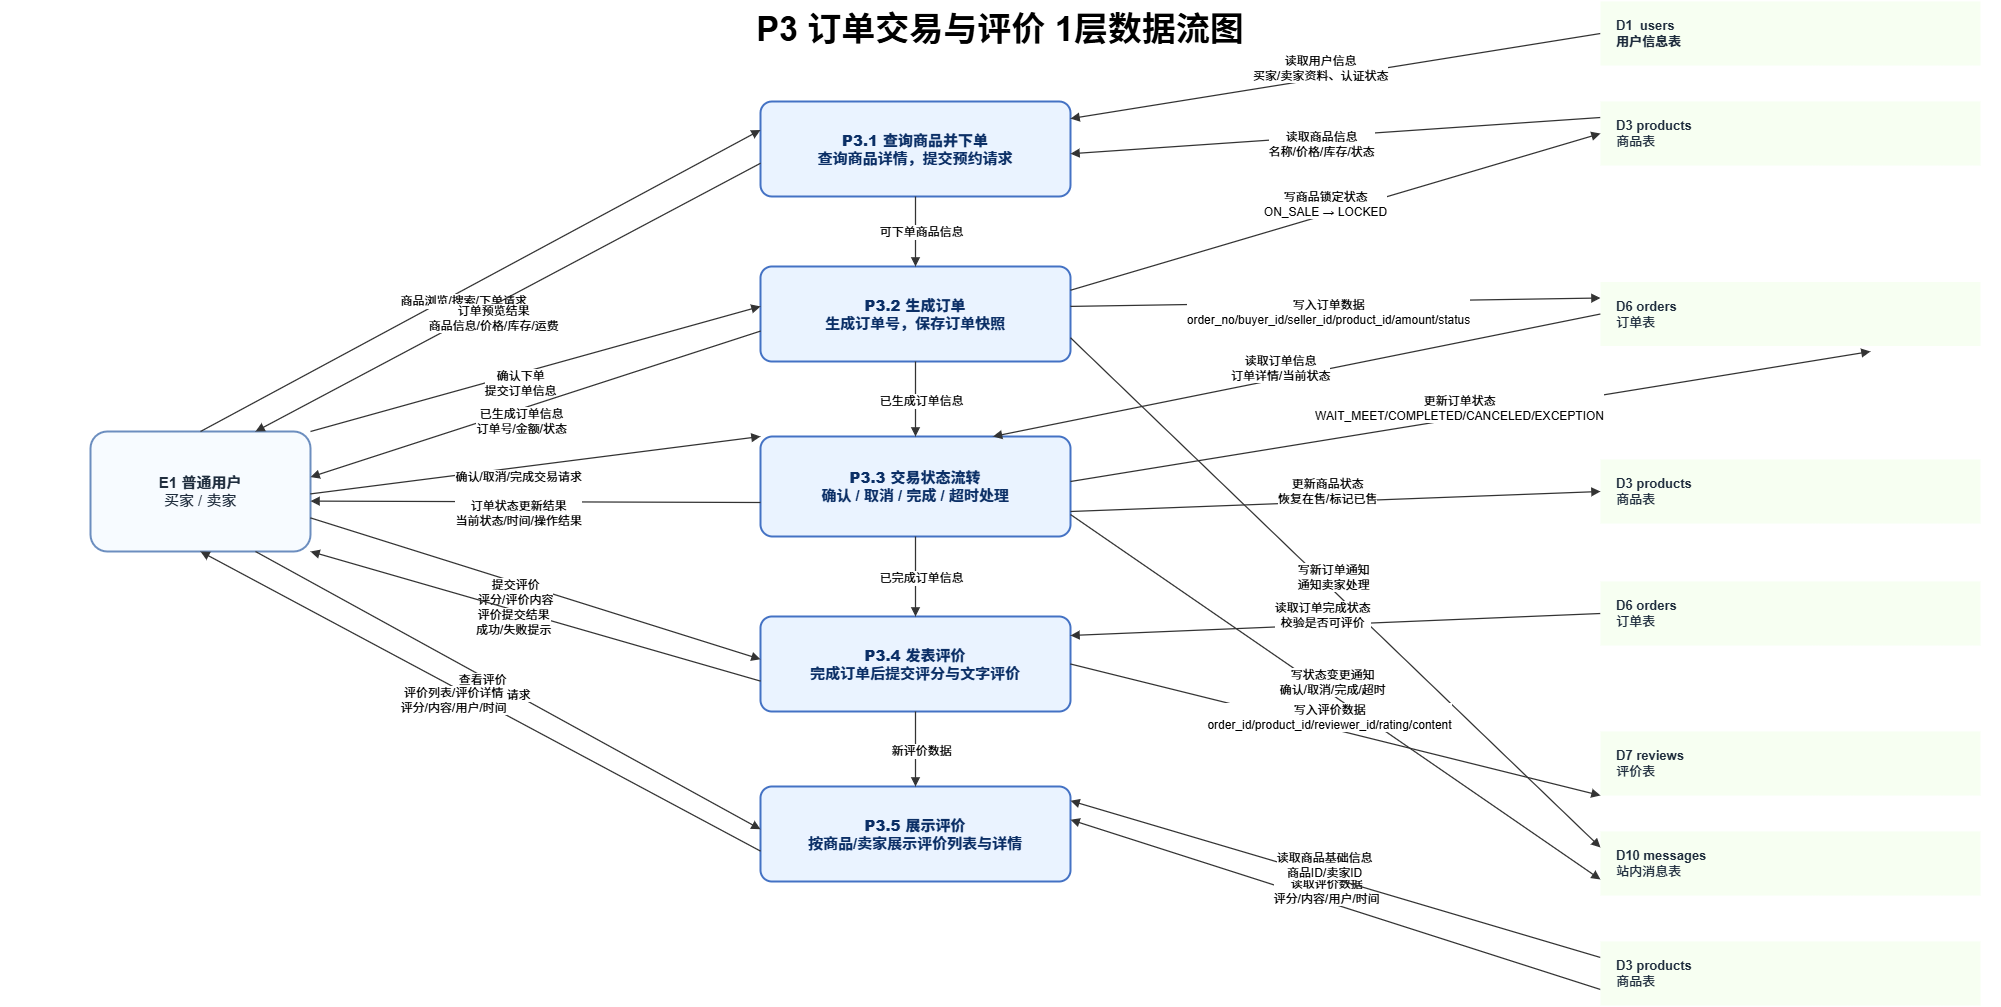 P3 订单交易与评价 1层数据流图
D1 users
用户信息表
读取用户信息
买家/卖家资料、认证状态
P3.1 查询商品并下单
查询商品详情，提交预约请求
读取商品信息
名称/价格/库存/状态
D3 products
商品表
写商品锁定状态
ON_SALE → LOCKED
可下单商品信息
商品浏览/搜索/下单请求
订单预览结果
商品信息/价格/库存/运费
P3.2 生成订单
生成订单号，保存订单快照
写入订单数据
order_no/buyer_id/seller_id/product_id/amount/status
D6 orders
订单表
读取订单信息
订单详情/当前状态
确认下单
提交订单信息
已生成订单信息
订单号/金额/状态
已生成订单信息
更新订单状态
WAIT_MEET/COMPLETED/CANCELED/EXCEPTION
E1 普通用户
买家 / 卖家
确认/取消/完成交易请求
订单状态更新结果
当前状态/时间/操作结果
P3.3 交易状态流转
确认 / 取消 / 完成 / 超时处理
更新商品状态
恢复在售/标记已售
D3 products
商品表
已完成订单信息
写新订单通知
通知卖家处理
提交评价
评分/评价内容
评价提交结果
成功/失败提示
读取订单完成状态
校验是否可评价
D6 orders
订单表
P3.4 发表评价
完成订单后提交评分与文字评价
写状态变更通知
确认/取消/完成/超时
写入评价数据
order_id/product_id/reviewer_id/rating/content
查看评价
评价列表/评价详情 请求
评分/内容/用户/时间
新评价数据
D7 reviews
评价表
P3.5 展示评价
按商品/卖家展示评价列表与详情
读取商品基础信息
商品ID/卖家ID
读取评价数据
评分/内容/用户/时间
D10 messages
站内消息表
D3 products
商品表